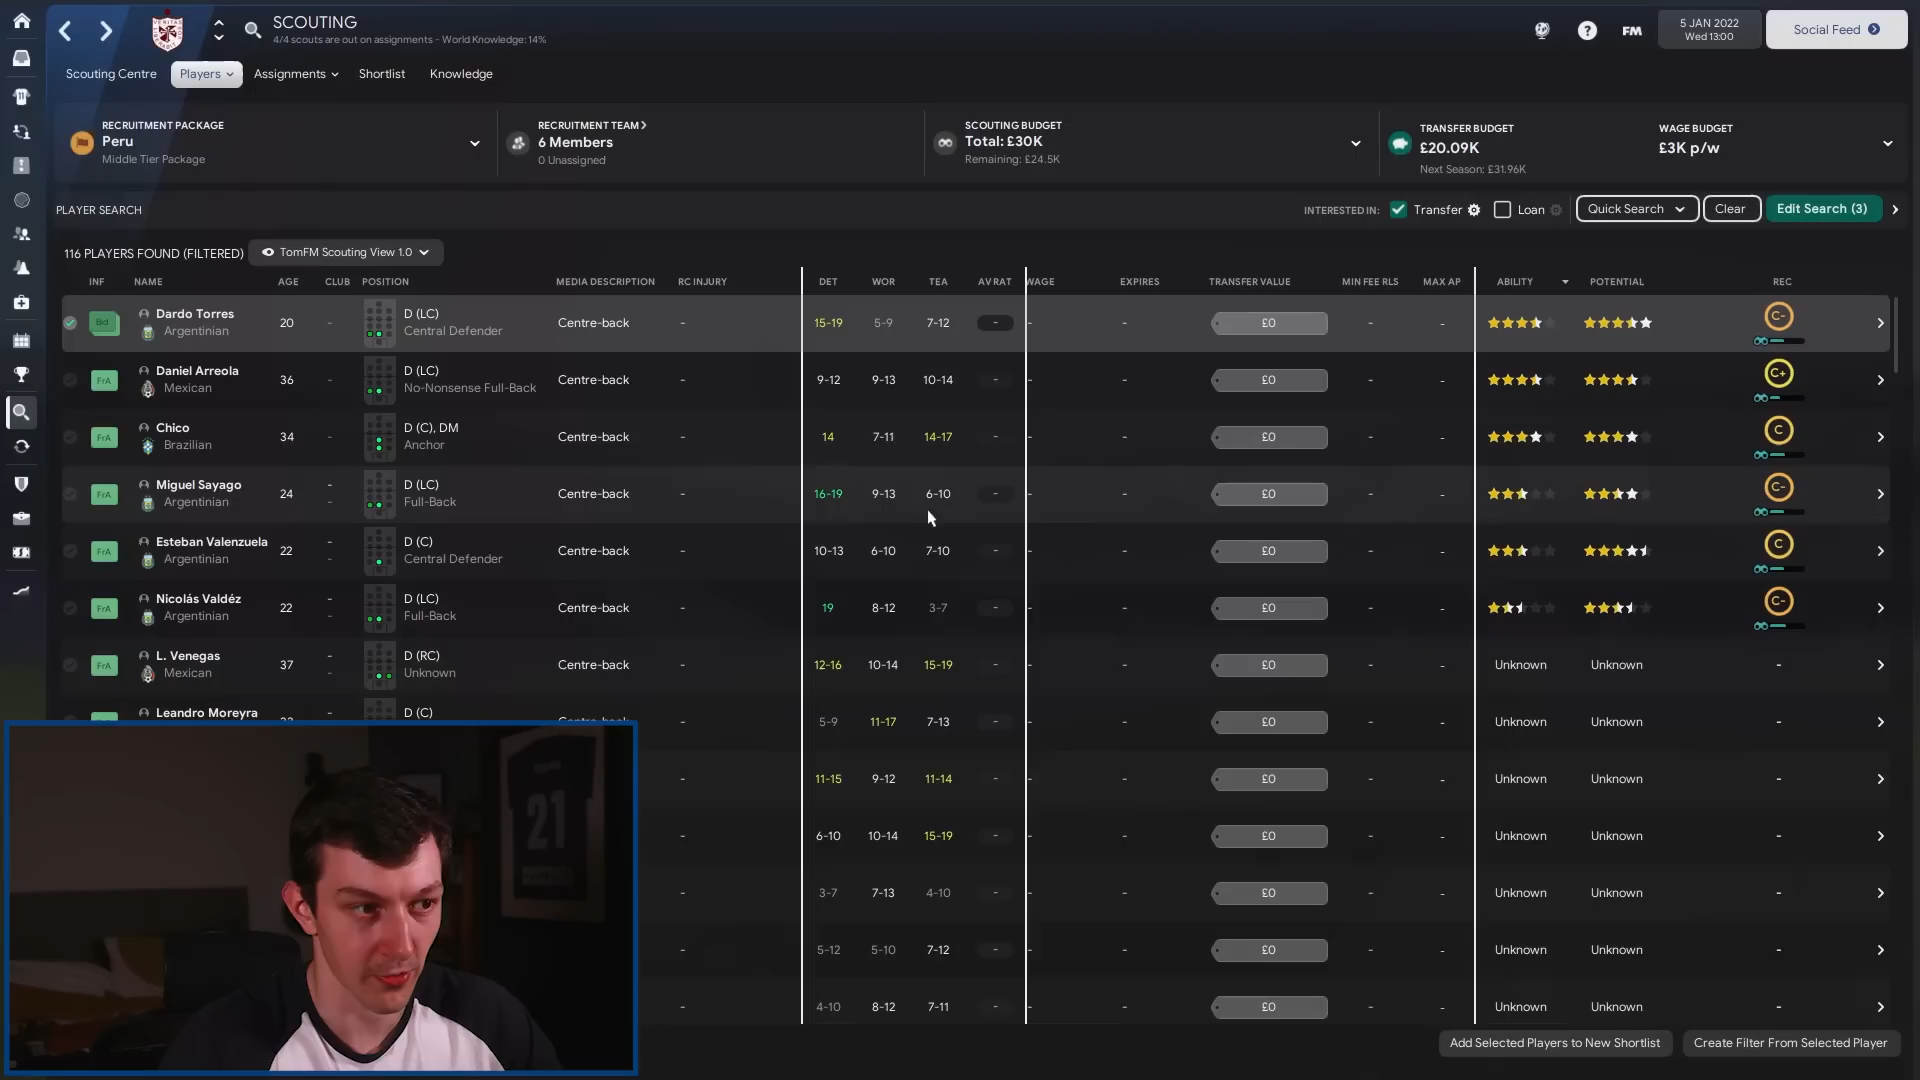 SCOUTING
4/4 scouts are out on assignments - World Knowledge: 14%
FM
5 JAN 2022
Wed 13:00
Social Feed
Scouting Centre Players Assignments Shortlist Knowledge
RECRUITMENT PACKAGE
Peru
Middle Tier Package
RECRUITMENT TEAM
6 Members
0 Unassigned
SCOUTING BUDGET
Total: £30K
Remaining: £24.5K
TRANSFER BUDGET
£20.09K
Next Season: £31.96K
WAGE BUDGET
£3K p/w
PLAYER SEARCH
INTERESTED IN: Transfer Loan Quick Search Clear Edit Search (3)
116 PLAYERS FOUND (FILTERED) TomFM Scouting View 1.0
INF NAME AGE CLUB POSITION MEDIA DESCRIPTION RC INJURY DET WOR TEA AV RAT WAGE EXPIRES TRANSFER VALUE MIN FEE RLS MAX AP ABILITY POTENTIAL REC
Bid Dardo Torres Argentinian 20 - D (LC) Central Defender Centre-back - 15-19 5-9 7-12 - - - £0 - - C-
FrA Daniel Arreola Mexican 36 - D (LC) No-Nonsense Full-Back Centre-back - 9-12 9-13 10-14 - - - £0 - - C+
FrA Chico Brazilian 34 - D (C), DM Anchor Centre-back - 14 7-11 14-17 - - - £0 - - C
FrA Miguel Sayago Argentinian 24 - - D (LC) Full-Back Centre-back - 16-19 9-13 6-10 - - - £0 - - C-
FrA Esteban Valenzuela Argentinian 22 - - D (C) Central Defender Centre-back - 10-13 6-10 7-10 - - - £0 - - C
FrA Nicolás Valdéz Argentinian 22 - - D (LC) Full-Back Centre-back - 19 8-12 3-7 - - - £0 - - C-
FrA L. Venegas Mexican 37 - - D (RC) Unknown Centre-back - 12-16 10-14 15-19 - - - £0 - - Unknown Unknown -
Leandro Moreyra D (C) - 5-9 11-17 7-13 - - - £0 - - Unknown Unknown -
- 11-15 9-12 11-14 - - - £0 - - Unknown Unknown -
- 6-10 10-14 15-19 - - - £0 - - Unknown Unknown -
- 3-7 7-13 4-10 - - - £0 - - Unknown Unknown -
- 5-12 5-10 7-12 - - - £0 - - Unknown Unknown -
- 4-10 8-12 7-11 - - - £0 - - Unknown Unknown -
21
Add Selected Players to New Shortlist Create Filter From Selected Player